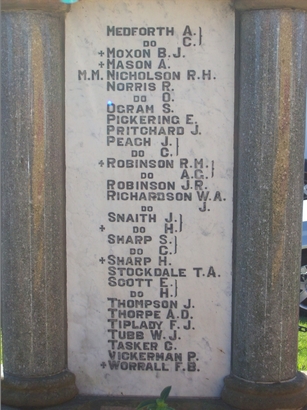 MEDFORTH A.
DO C.
+MOXON B.J.
+MASON A.
M.M. NICHOLSON R.H.
NORRIS R.
DO O.
OGRAM S.
PICKERING E.
PRITCHARD J.
PEACH J.
DO C.
+ROBINSON R.M.
DO A.G.
ROBINSON J.R.
RICHARDSON W.A.
DO J.
SNAITH J.
+ DO H.
SHARP S.
DO C.
+SHARP H.
STOCKDALE T.A.
SCOTT E.
DO H.
THOMPSON J.
THORPE A.D.
TIPLADY F.J.
TUBB W.J.
TASKER C.
VICKERMAN P.
+WORRALL F.B.